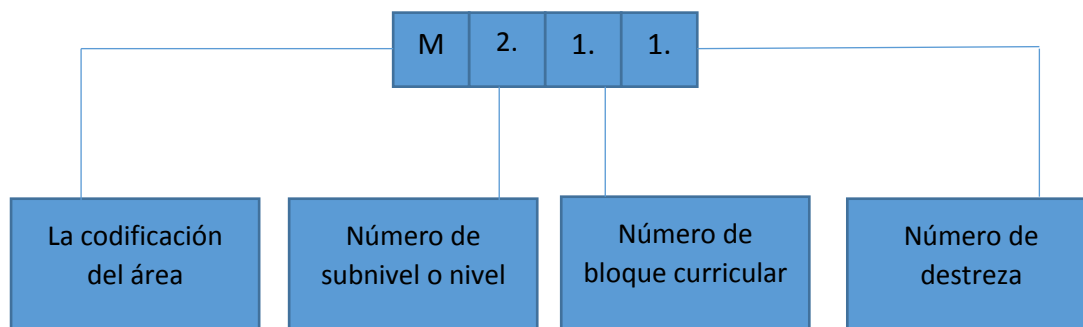 M 2. 1. 1.
La codificación
del área
Número de
subnivel o nivel
Número de
bloque curricular
Número de
destreza